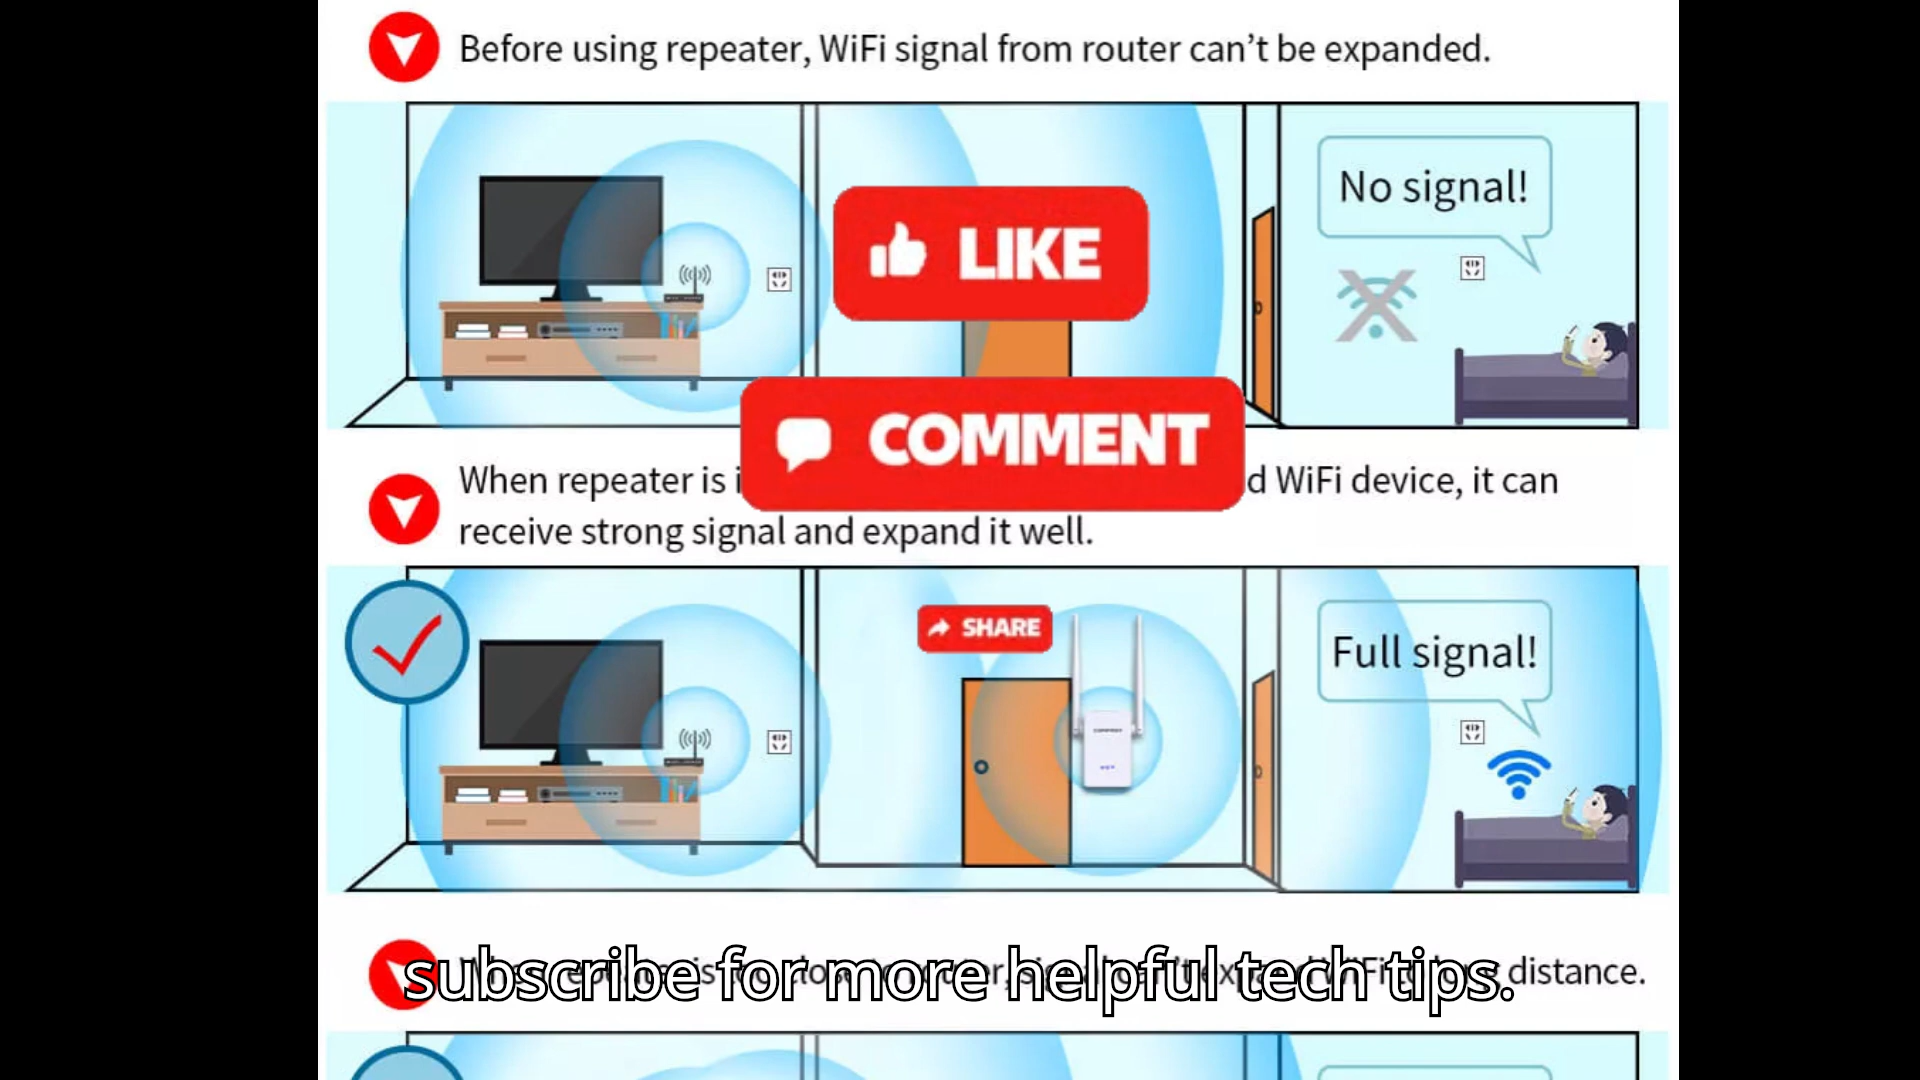 Before using repeater, WiFi signal from router can't be expanded.
No signal!
LIKE
COMMENT
When repeater is
d WiFi device, it can
receive strong signal and expand it well.
SHARE
Full signal!
distance.
subscribe for more helpful tech tips.